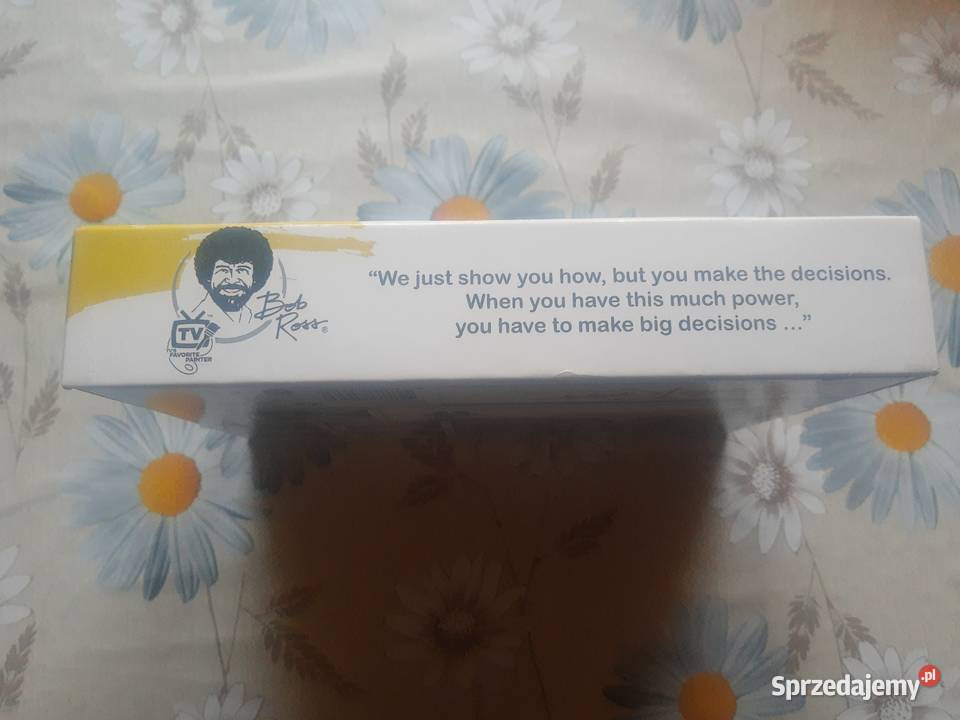 Bob
Ross®
TV
TV'S
FAVORITE
PAINTER
“We just show you how, but you make the decisions.
When you have this much power,
you have to make big decisions ...”
Sprzedajemy.pl